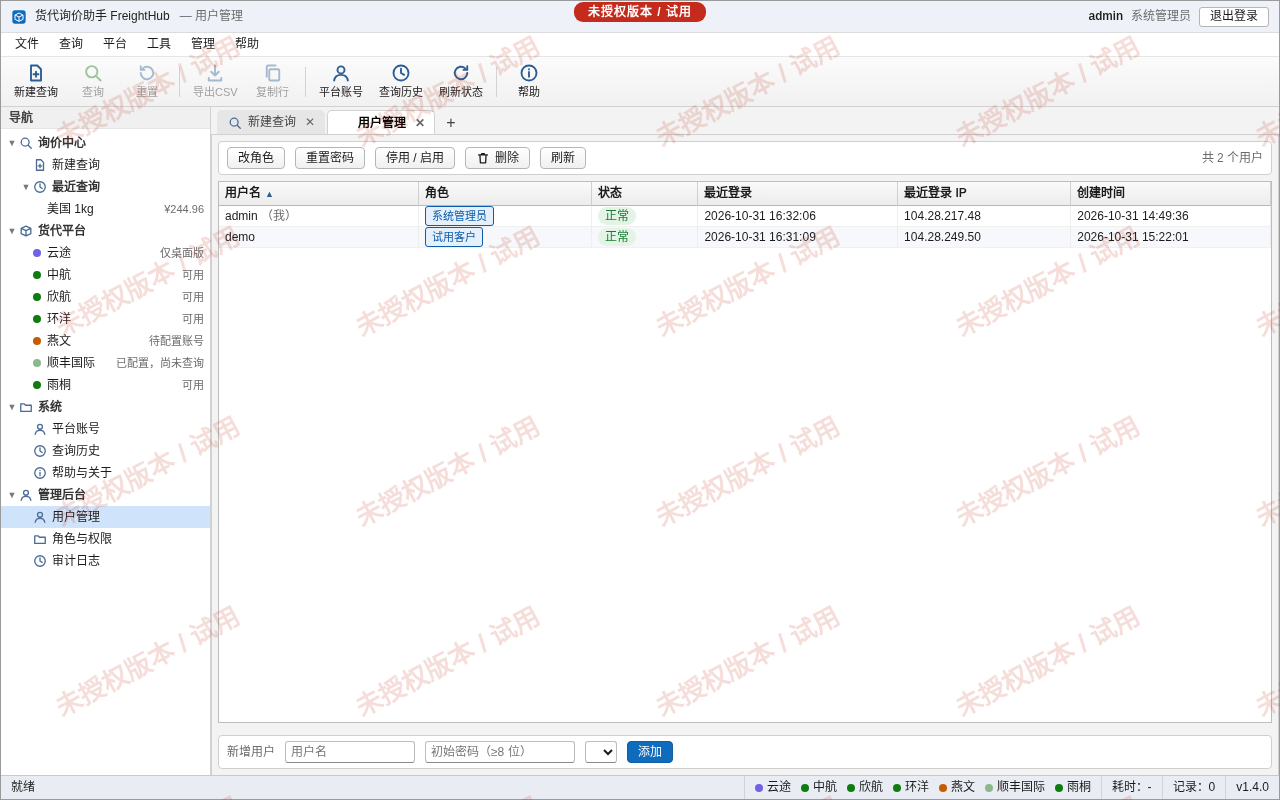 货代询价助手 FreightHub — 用户管理
未授权版本 / 试用
admin 系统管理员 退出登录
文件 查询 平台 工具 管理 帮助
新建查询 查询 重置 导出CSV 复制行 平台账号 查询历史 刷新状态 帮助
导航
询价中心
新建查询
最近查询
美国 1kg ¥244.96
货代平台
云途 仅桌面版
中航 可用
欣航 可用
环洋 可用
燕文 待配置账号
顺丰国际 已配置，尚未查询
雨桐 可用
系统
平台账号
查询历史
帮助与关于
管理后台
用户管理
角色与权限
审计日志
新建查询 ✕ 用户管理 ✕ +
改角色 重置密码 停用 / 启用 删除 刷新 共 2 个用户
用户名 ▲ 角色 状态 最近登录 最近登录 IP 创建时间
admin （我） 系统管理员 正常 2026-10-31 16:32:06 104.28.217.48 2026-10-31 14:49:36
demo 试用客户 正常 2026-10-31 16:31:09 104.28.249.50 2026-10-31 15:22:01
新增用户 用户名 初始密码（≥8 位） 添加
就绪 云途 中航 欣航 环洋 燕文 顺丰国际 雨桐 耗时：- 记录：0 v1.4.0
未授权版本 / 试用